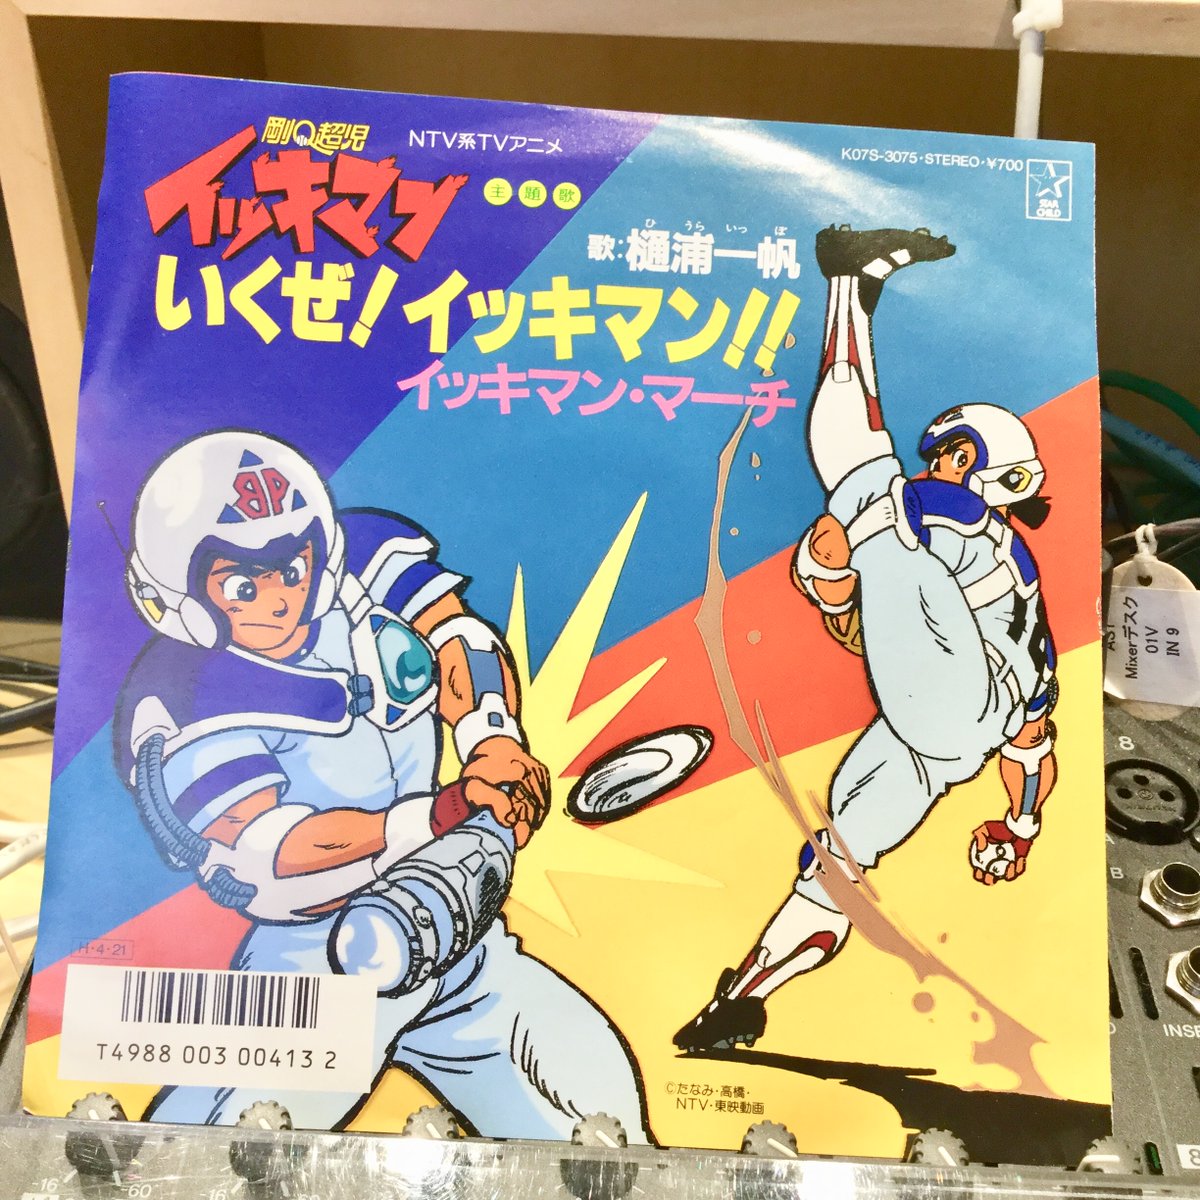 剛Q超児
イッキマン
NTV系TVアニメ
主題歌
K07S-3075・STEREO・¥700
STAR
CHILD
ひうらいっぽ
歌:樋浦一帆
いくぜ!イッキマン!!
イッキマン・マーチ
BP
H・4・21
T4988 003 00413 2
©たなみ・高橋・
NTV・東映動画
Mixerデスク
01V
IN 9
8
A
B
-16
-60
-16